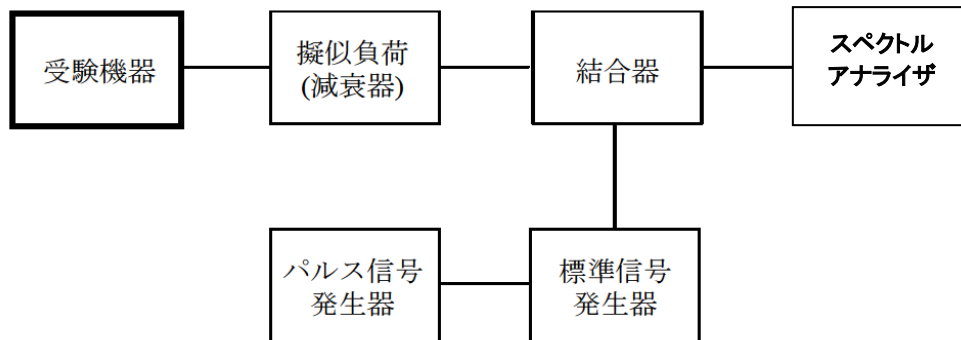 受験機器
擬似負荷
(減衰器)
結合器
スペクトル
アナライザ
パルス信号
発生器
標準信号
発生器